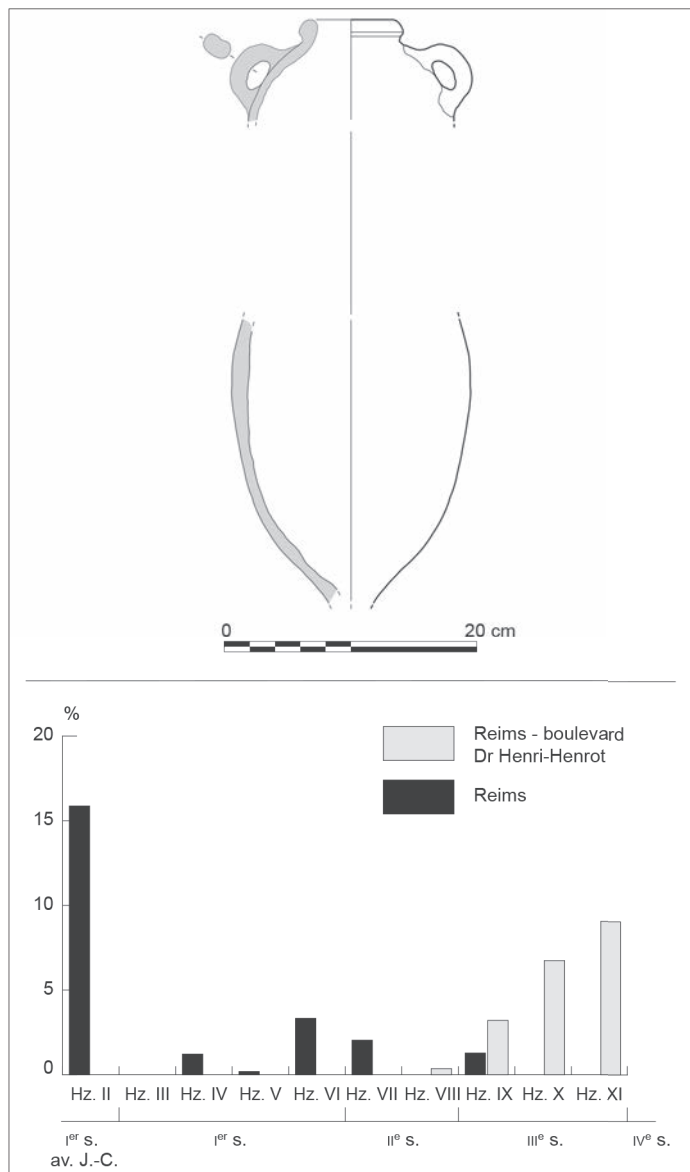 0 20 cm
%
20
15
10
5
0
Reims - boulevard
Dr Henri-Henrot
Reims
Hz. II Hz. III Hz. IV Hz. V Hz. VI Hz. VII Hz. VIII Hz. IX Hz. X Hz. XI
Ier s. Ier s. IIe s. IIIe s. IVe s.
av. J.-C.